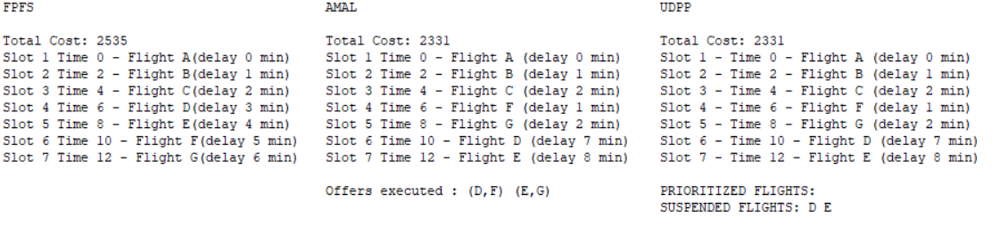 FPFS
Total Cost: 2535
Slot 1 Time 0 - Flight A(delay 0 min)
Slot 2 Time 2 - Flight B(delay 1 min)
Slot 3 Time 4 - Flight C(delay 2 min)
Slot 4 Time 6 - Flight D(delay 3 min)
Slot 5 Time 8 - Flight E(delay 4 min)
Slot 6 Time 10 - Flight F(delay 5 min)
Slot 7 Time 12 - Flight G(delay 6 min)
AMAL
Total Cost: 2331
Slot 1 Time 0 - Flight A (delay 0 min)
Slot 2 Time 2 - Flight B (delay 1 min)
Slot 3 Time 4 - Flight C (delay 2 min)
Slot 4 Time 6 - Flight F (delay 1 min)
Slot 5 Time 8 - Flight G (delay 2 min)
Slot 6 Time 10 - Flight D (delay 7 min)
Slot 7 Time 12 - Flight E (delay 8 min)
Offers executed : (D,F) (E,G)
UDPP
Total Cost: 2331
Slot 1 - Time 0 - Flight A (delay 0 min)
Slot 2 - Time 2 - Flight B (delay 1 min)
Slot 3 - Time 4 - Flight C (delay 2 min)
Slot 4 - Time 6 - Flight F (delay 1 min)
Slot 5 - Time 8 - Flight G (delay 2 min)
Slot 6 - Time 10 - Flight D (delay 7 min)
Slot 7 - Time 12 - Flight E (delay 8 min)
PRIORITIZED FLIGHTS:
SUSPENDED FLIGHTS: D E